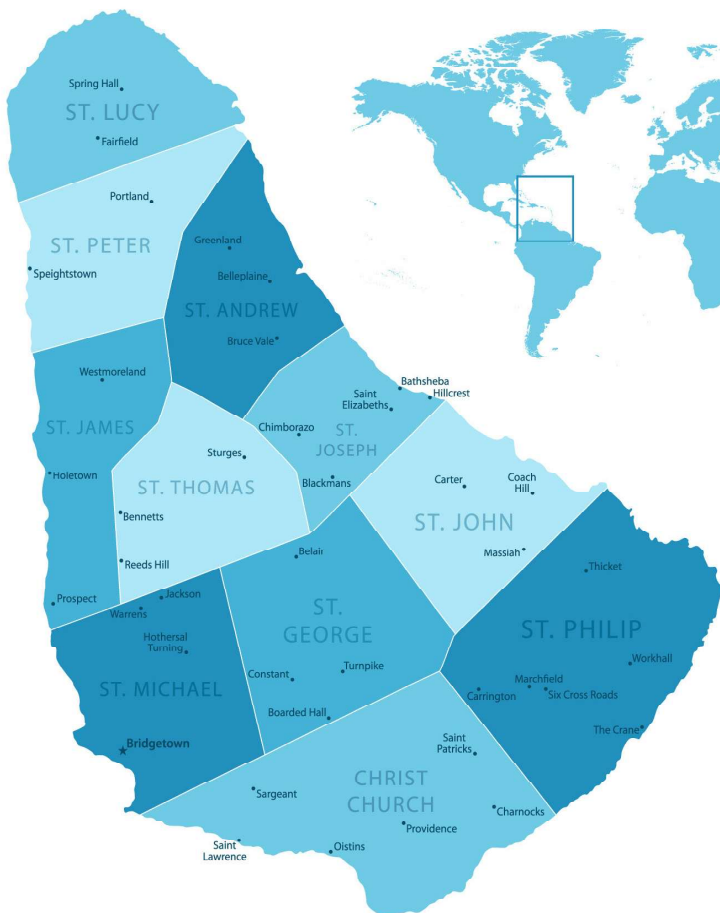 Spring Hall
ST. LUCY
Fairfield
Portland
ST. PETER
Speightstown
Greenland
Belleplaine
ST. ANDREW
Bruce Vale
Westmoreland
ST. JAMES
Holetown
Prospect
Bathsheba
Hillcrest
Saint
Elizabeths
Chimborazo
ST.
JOSEPH
Blackmans
Sturges
ST. THOMAS
Bennetts
Reeds Hill
Carter
Coach
Hill
ST. JOHN
Massiah
Belair
ST.
GEORGE
Turnpike
Constant
Boarded Hall
Thicket
ST. PHILIP
Workhall
Marchfield
Carrington
Six Cross Roads
The Crane
Jackson
Warrens
Hothersal
Turning
ST. MICHAEL
Bridgetown
Saint
Patricks
CHRIST
CHURCH
Sargeant
Charnocks
Providence
Saint
Lawrence
Oistins